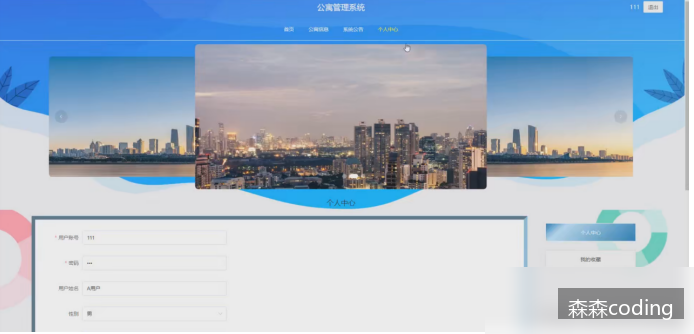 公寓管理系统
111 退出
首页 公寓信息 系统公告 个人中心
个人中心
* 用户账号 111
* 密码 •••
用户姓名 A用户
性别 男
个人中心
我的收藏
森森coding